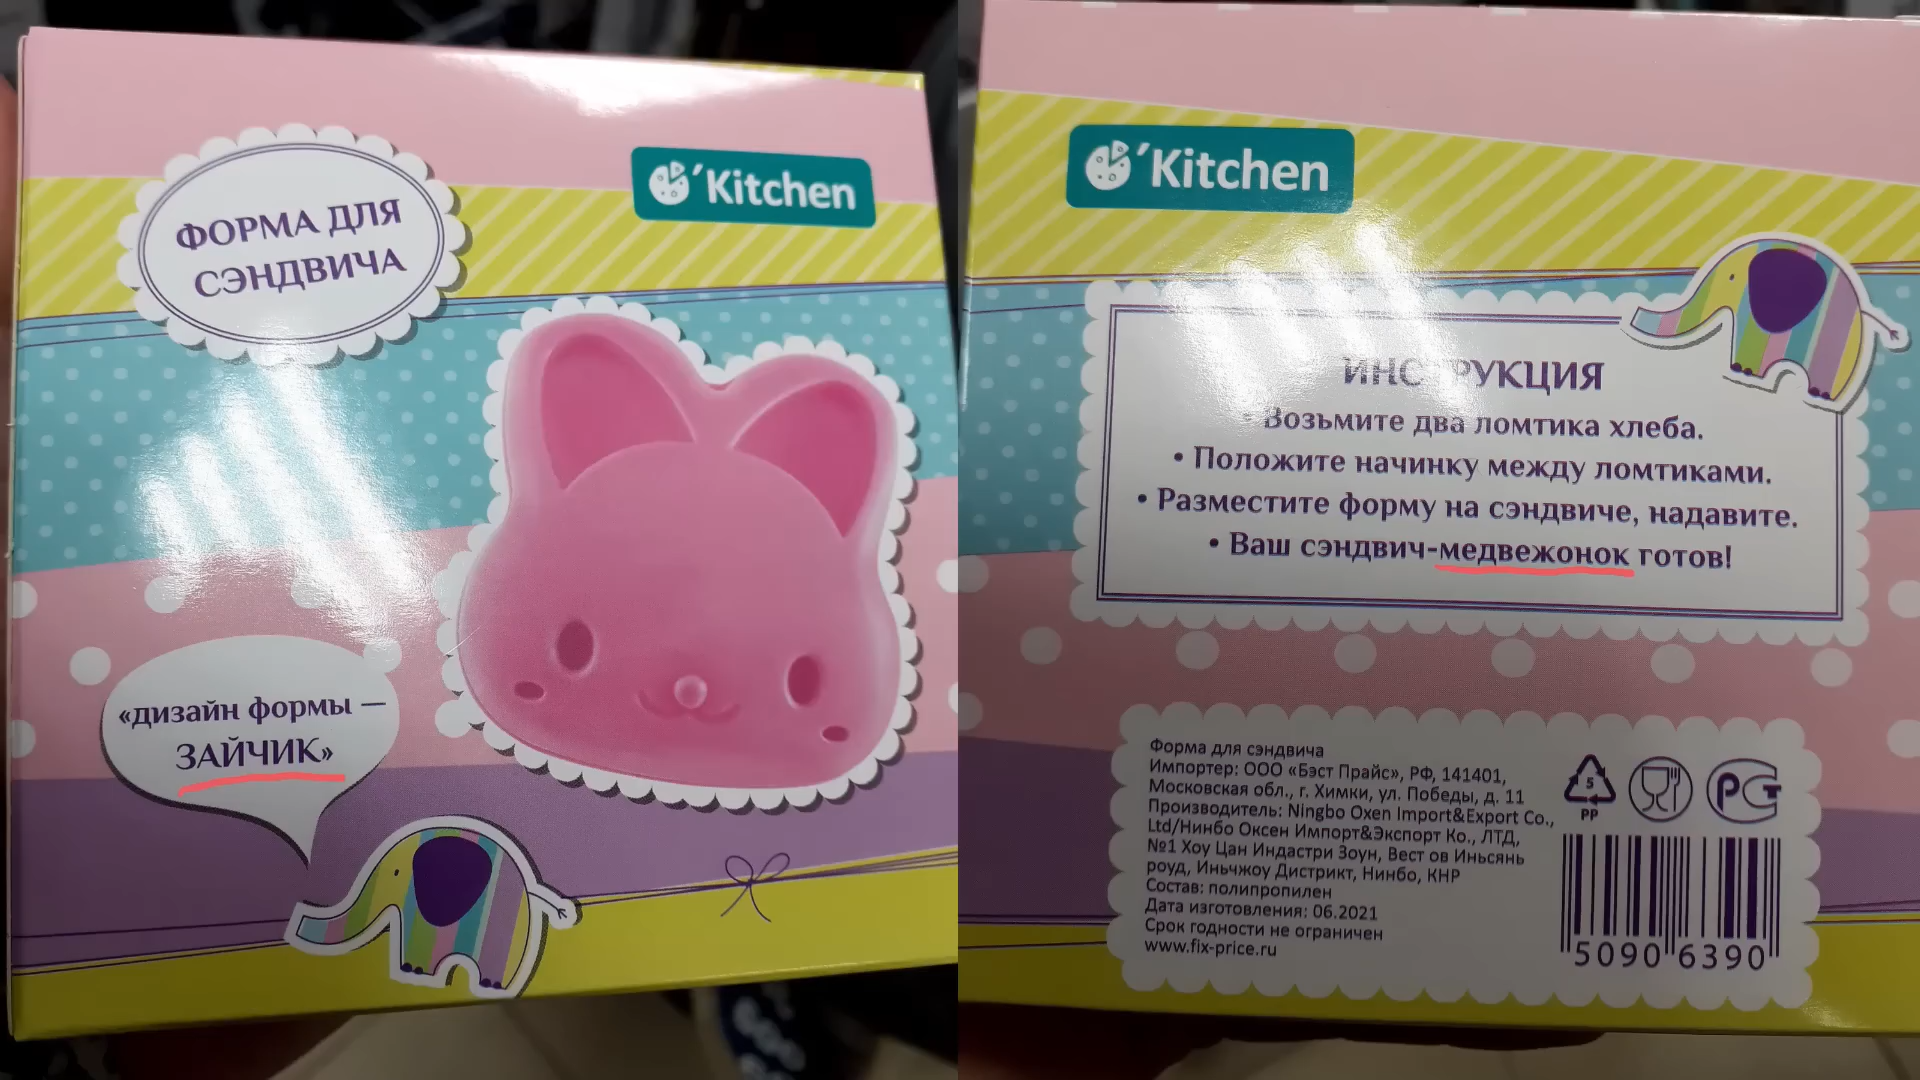 ФОРМА ДЛЯ
СЭНДВИЧА
'Kitchen
«дизайн формы —
ЗАЙЧИК»
'Kitchen
ИНСТРУКЦИЯ
• Возьмите два ломтика хлеба.
• Положите начинку между ломтиками.
• Разместите форму на сэндвиче, надавите.
• Ваш сэндвич-медвежонок готов!
Форма для сэндвича
Импортер: ООО «Бэст Прайс», РФ, 141401,
Московская обл., г. Химки, ул. Победы, д. 11
Производитель: Ningbo Oxen Import&Export Co.,
Ltd/Нинбо Оксен Импорт&Экспорт Ко., ЛТД,
№1 Хоу Цан Индастри Зоун, Вест ов Иньсянь
роуд, Иньчжоу Дистрикт, Нинбо, КНР
Состав: полипропилен
Дата изготовления: 06.2021
Срок годности не ограничен
www.fix-price.ru
5
PP
РСТ
5090 6390